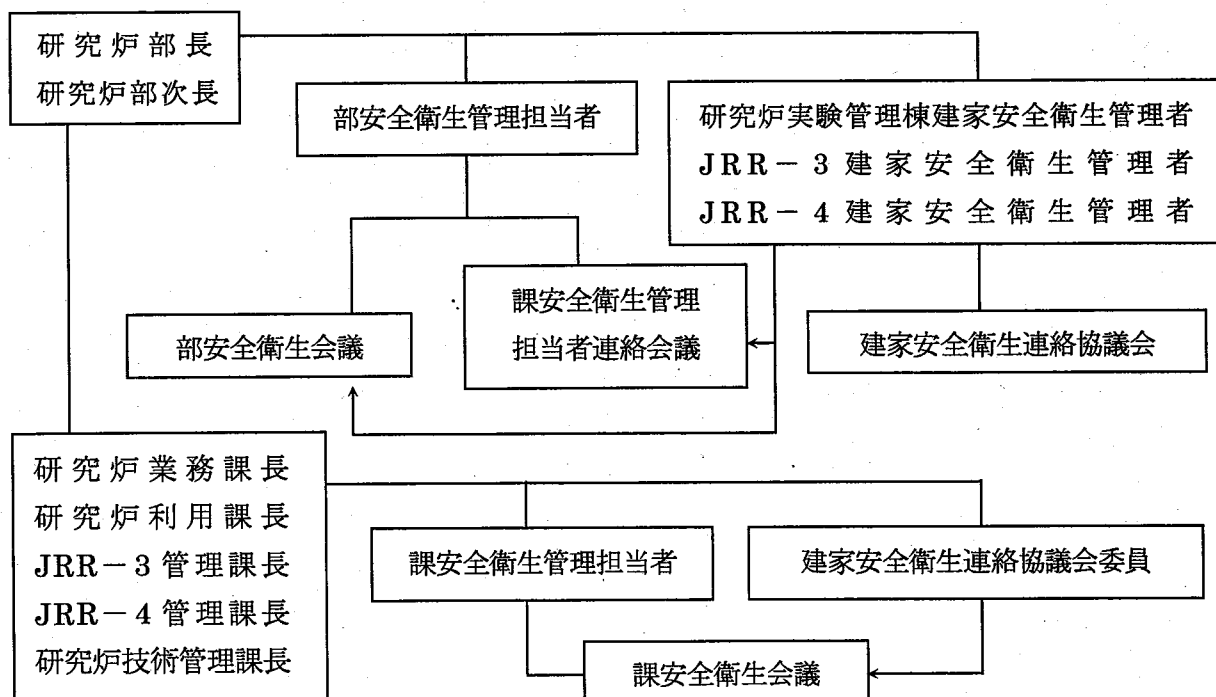 研究炉部長
研究炉部次長
部安全衛生管理担当者
研究炉実験管理棟建家安全衛生管理者
JRR-3建家安全衛生管理者
JRR-4建家安全衛生管理者
部安全衛生会議
課安全衛生管理
担当者連絡会議
建家安全衛生連絡協議会
研究炉業務課長
研究炉利用課長
JRR-3管理課長
JRR-4管理課長
研究炉技術管理課長
課安全衛生管理担当者
建家安全衛生連絡協議会委員
課安全衛生会議